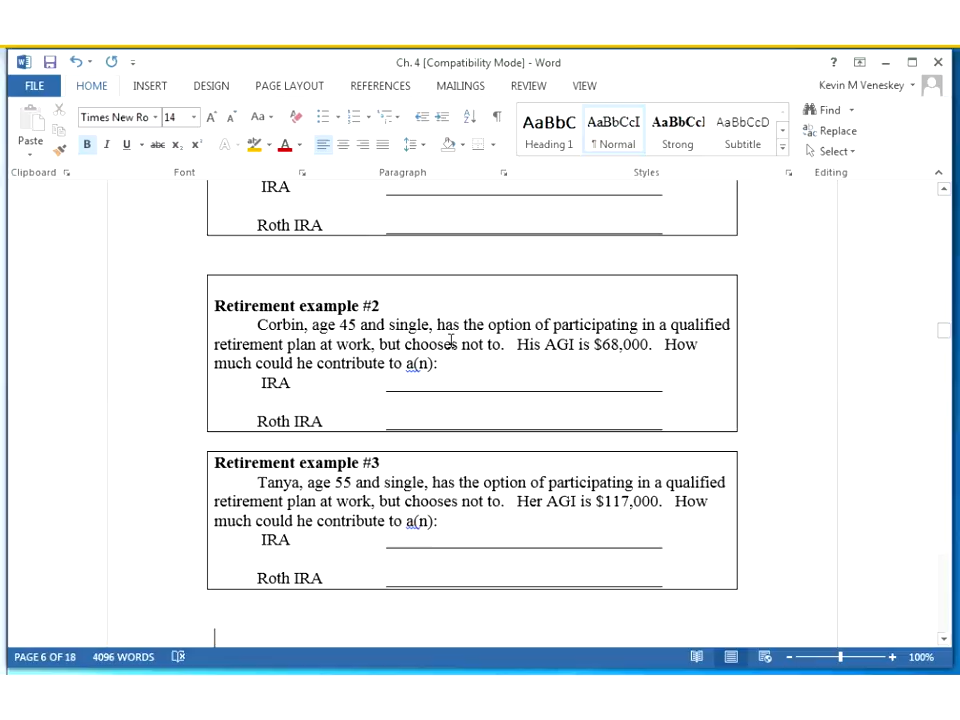 Ch. 4 [Compatibility Mode] - Word
FILE HOME INSERT DESIGN PAGE LAYOUT REFERENCES MAILINGS REVIEW VIEW Kevin M Veneskey
Paste
Times New Ro 14
Aa
B I U abc x₂ x² A A
AaBbC AaBbCcI AaBbCcl AaBbCcD
Heading 1 ¶ Normal Strong Subtitle
Find
Replace
Select
Clipboard Font Paragraph Styles Editing
IRA
Roth IRA
Retirement example #2
Corbin, age 45 and single, has the option of participating in a qualified
retirement plan at work, but chooses not to. His AGI is $68,000. How
much could he contribute to a(n):
IRA
Roth IRA
Retirement example #3
Tanya, age 55 and single, has the option of participating in a qualified
retirement plan at work, but chooses not to. Her AGI is $117,000. How
much could he contribute to a(n):
IRA
Roth IRA
PAGE 6 OF 18 4096 WORDS 100%